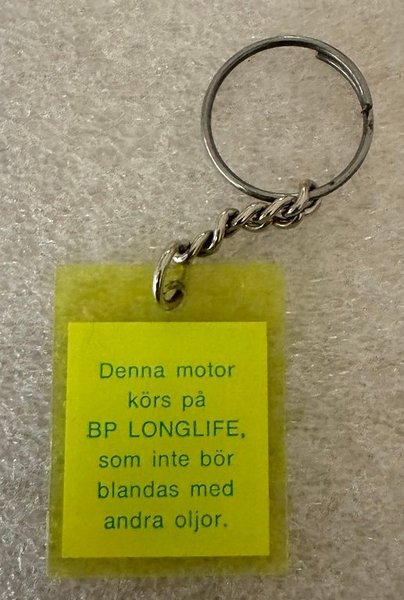 Denna motor
körs på
BP LONGLIFE,
som inte bör
blandas med
andra oljor.